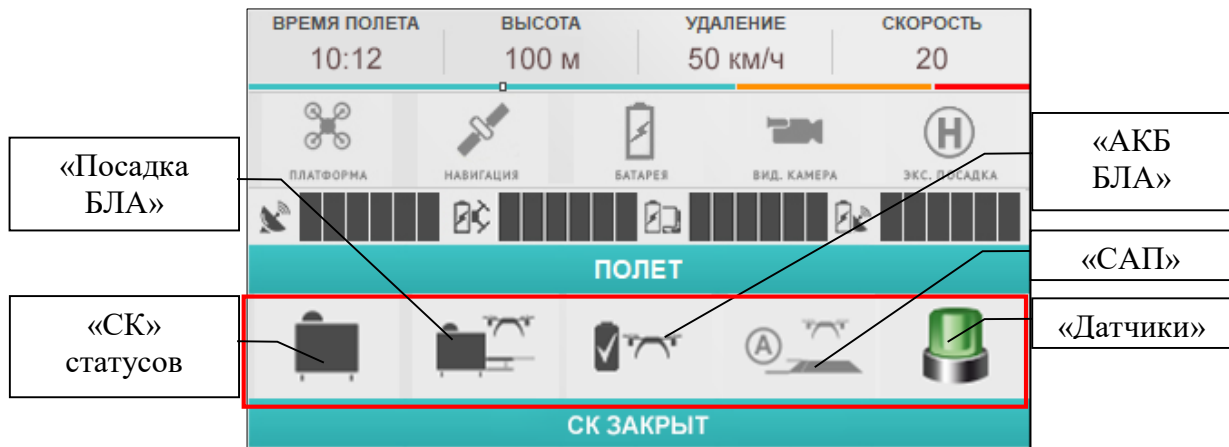 ВРЕМЯ ПОЛЕТА ВЫСОТА УДАЛЕНИЕ СКОРОСТЬ
10:12 100 м 50 км/ч 20
H
ПЛАТФОРМА НАВИГАЦИЯ БАТАРЕЯ ВИД. КАМЕРА ЭКС. ПОСАДКА
«Посадка
БЛА»
«АКБ
БЛА»
ПОЛЕТ
«САП»
«СК»
статусов
A
«Датчики»
СК ЗАКРЫТ